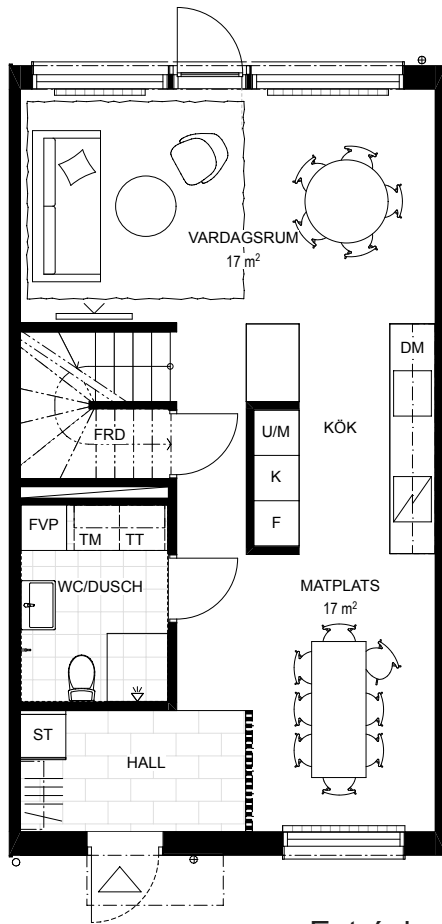 VARDAGSRUM
17 m²
DM
FRD
U/M
KÖK
K
F
FVP
TM
TT
WC/DUSCH
MATPLATS
17 m²
ST
HALL